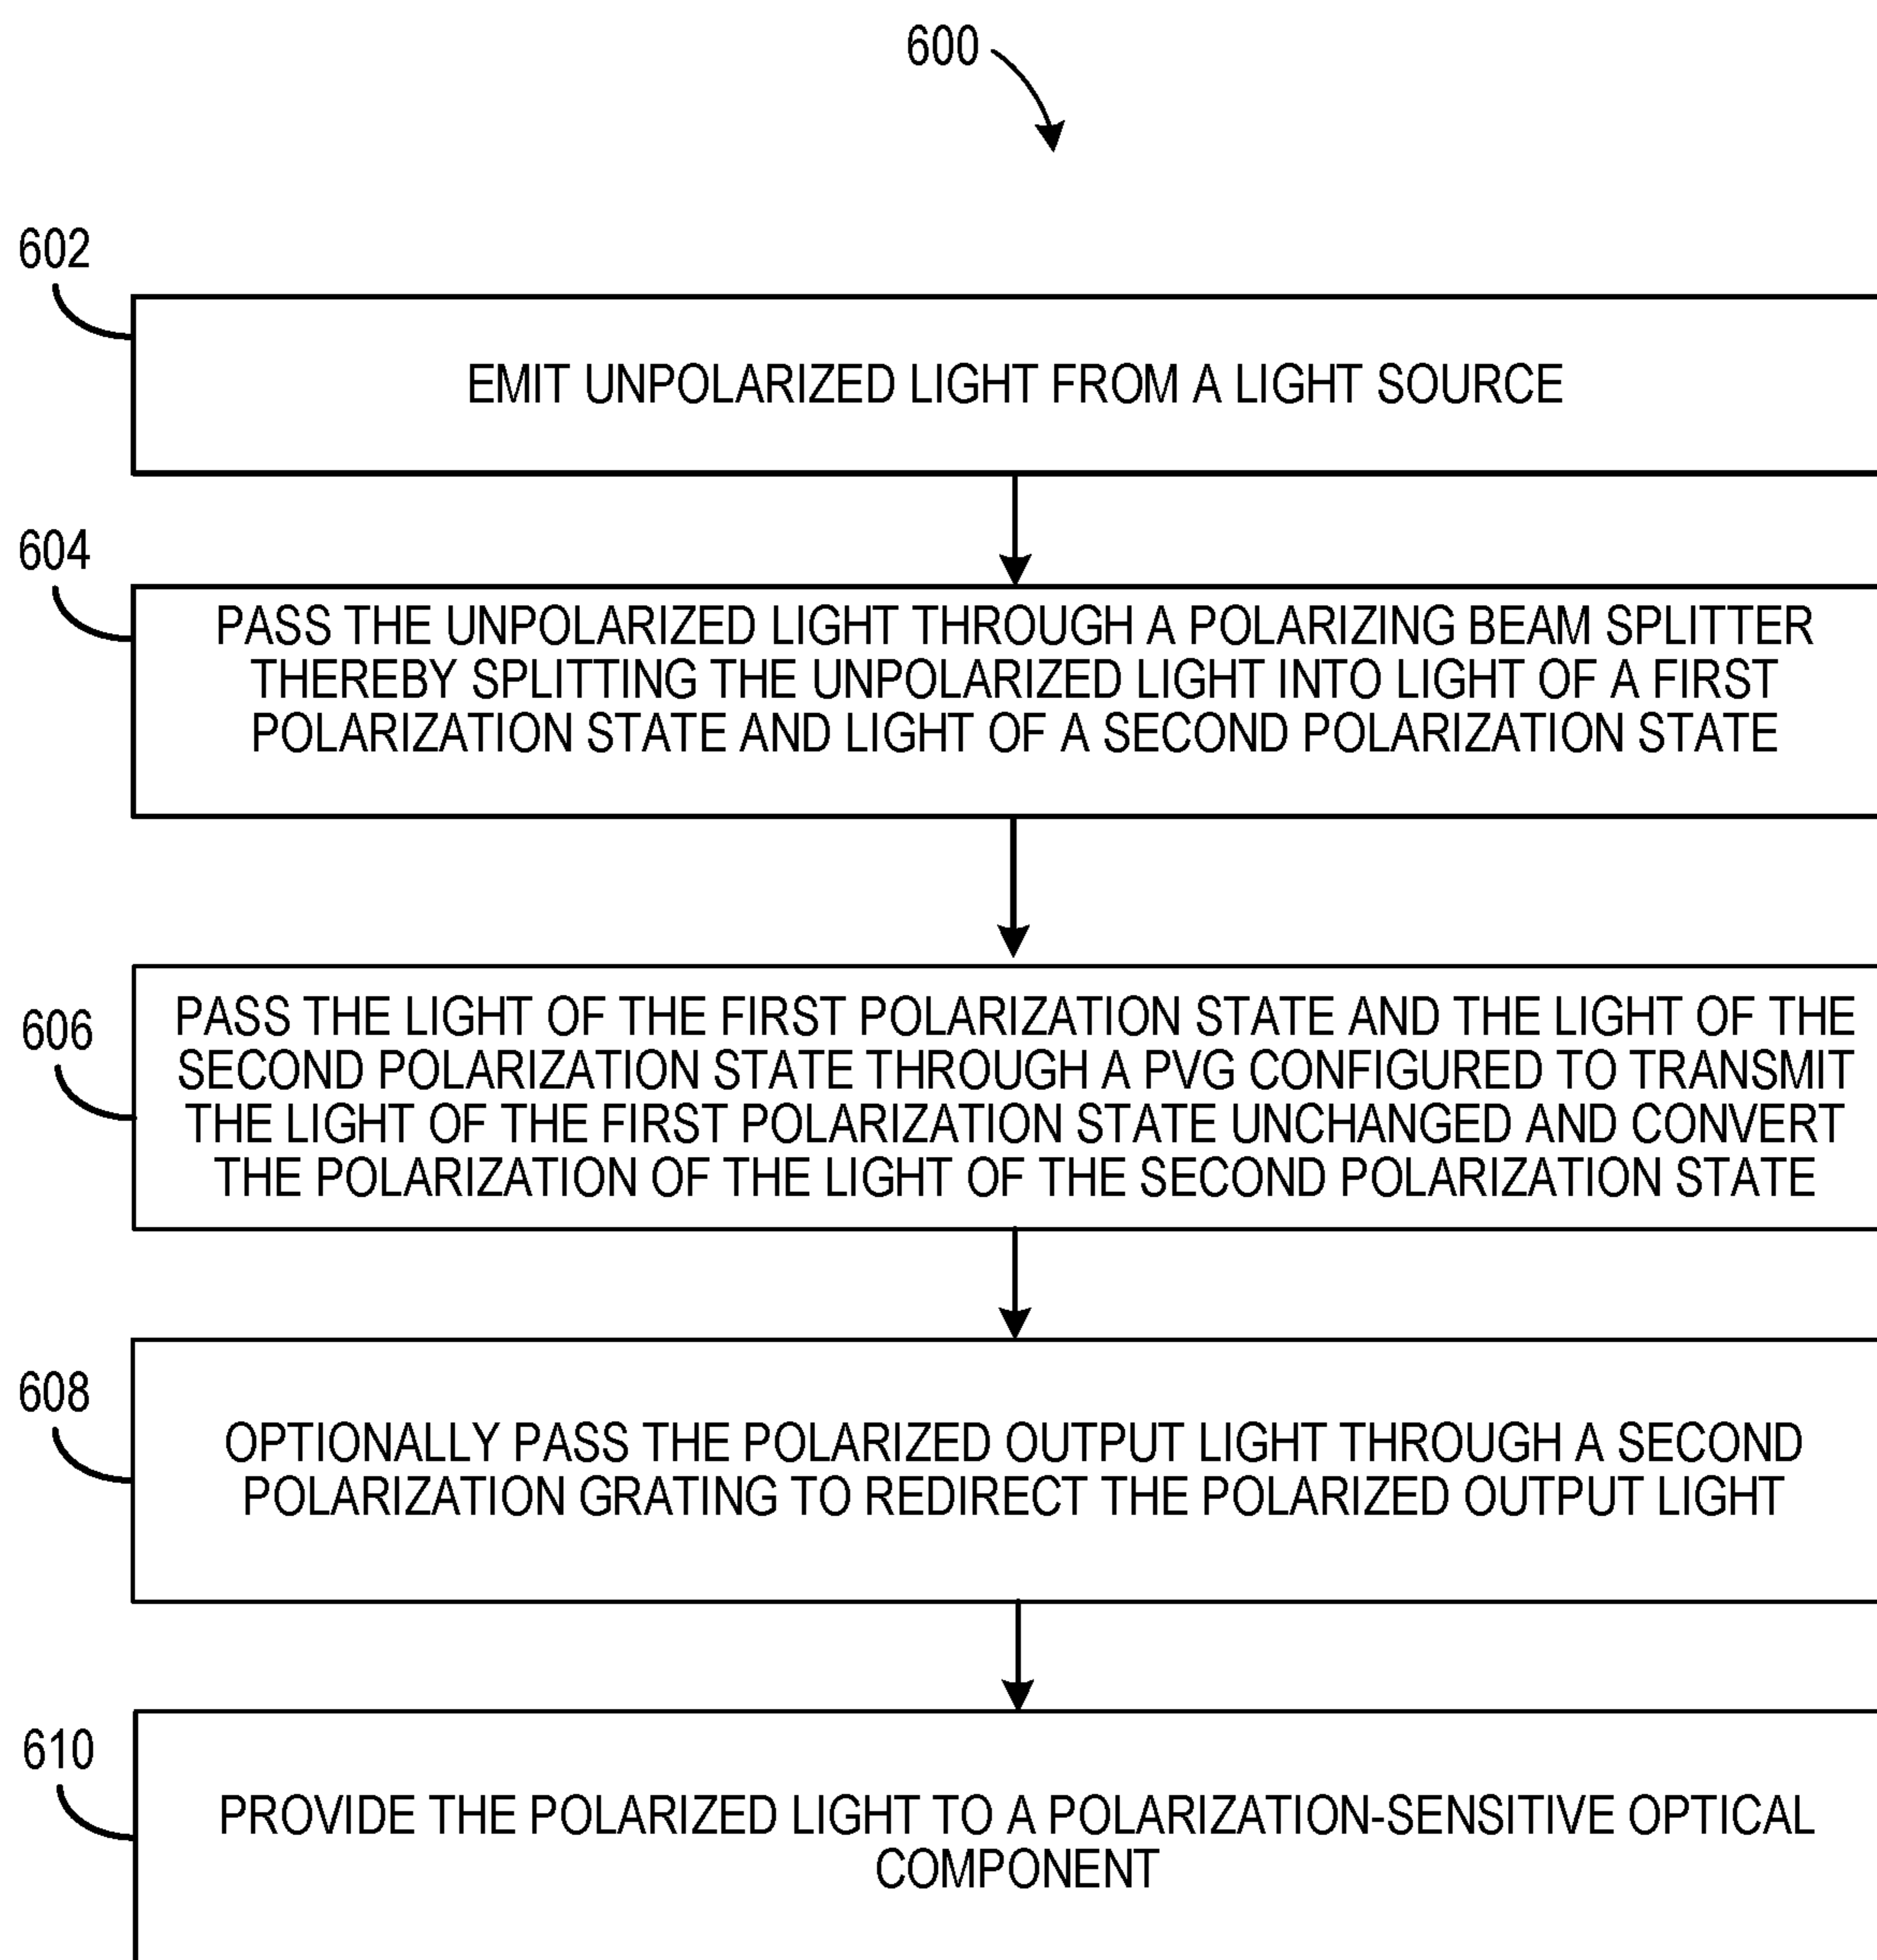 600
602
EMIT UNPOLARIZED LIGHT FROM A LIGHT SOURCE
604
PASS THE UNPOLARIZED LIGHT THROUGH A POLARIZING BEAM SPLITTER
THEREBY SPLITTING THE UNPOLARIZED LIGHT INTO LIGHT OF A FIRST
POLARIZATION STATE AND LIGHT OF A SECOND POLARIZATION STATE
606
PASS THE LIGHT OF THE FIRST POLARIZATION STATE AND THE LIGHT OF THE
SECOND POLARIZATION STATE THROUGH A PVG CONFIGURED TO TRANSMIT
THE LIGHT OF THE FIRST POLARIZATION STATE UNCHANGED AND CONVERT
THE POLARIZATION OF THE LIGHT OF THE SECOND POLARIZATION STATE
608
OPTIONALLY PASS THE POLARIZED OUTPUT LIGHT THROUGH A SECOND
POLARIZATION GRATING TO REDIRECT THE POLARIZED OUTPUT LIGHT
610
PROVIDE THE POLARIZED LIGHT TO A POLARIZATION-SENSITIVE OPTICAL
COMPONENT